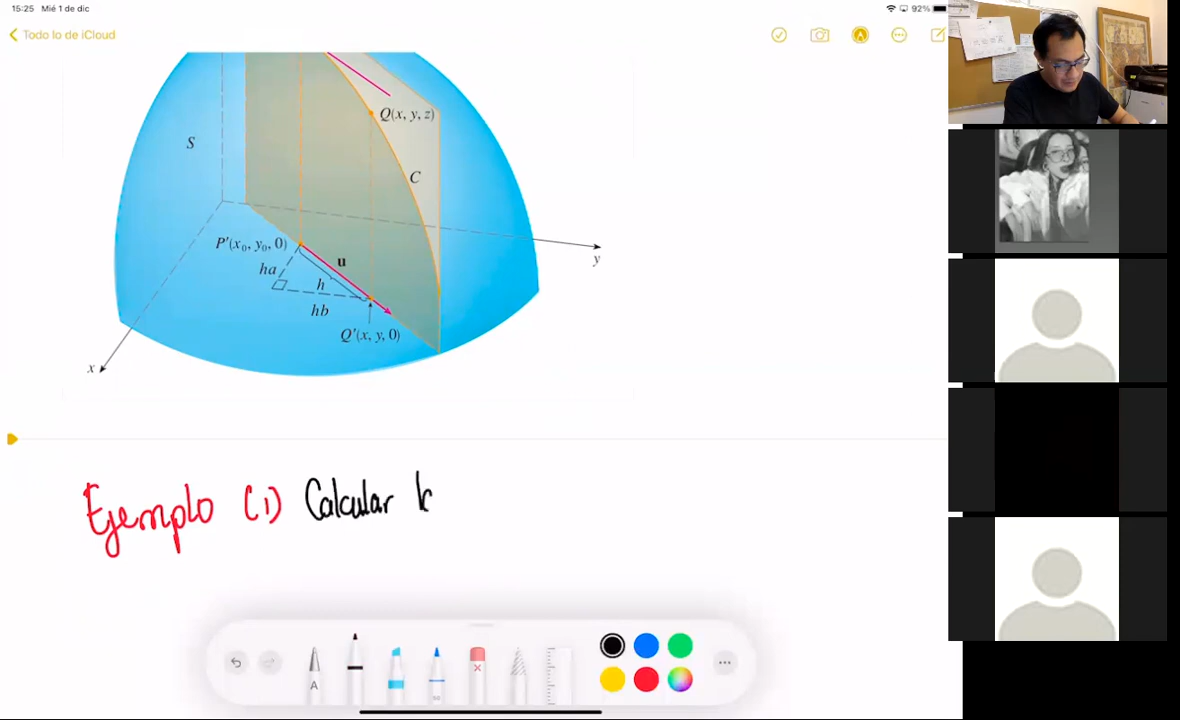 15:25 Mié 1 de dic
92%
Todo lo de iCloud
Q(x, y, z)
S
C
P'(x₀, y₀, 0)
u
y
ha
h
hb
Q'(x, y, 0)
x
Ejemplo (1) Calcular
A